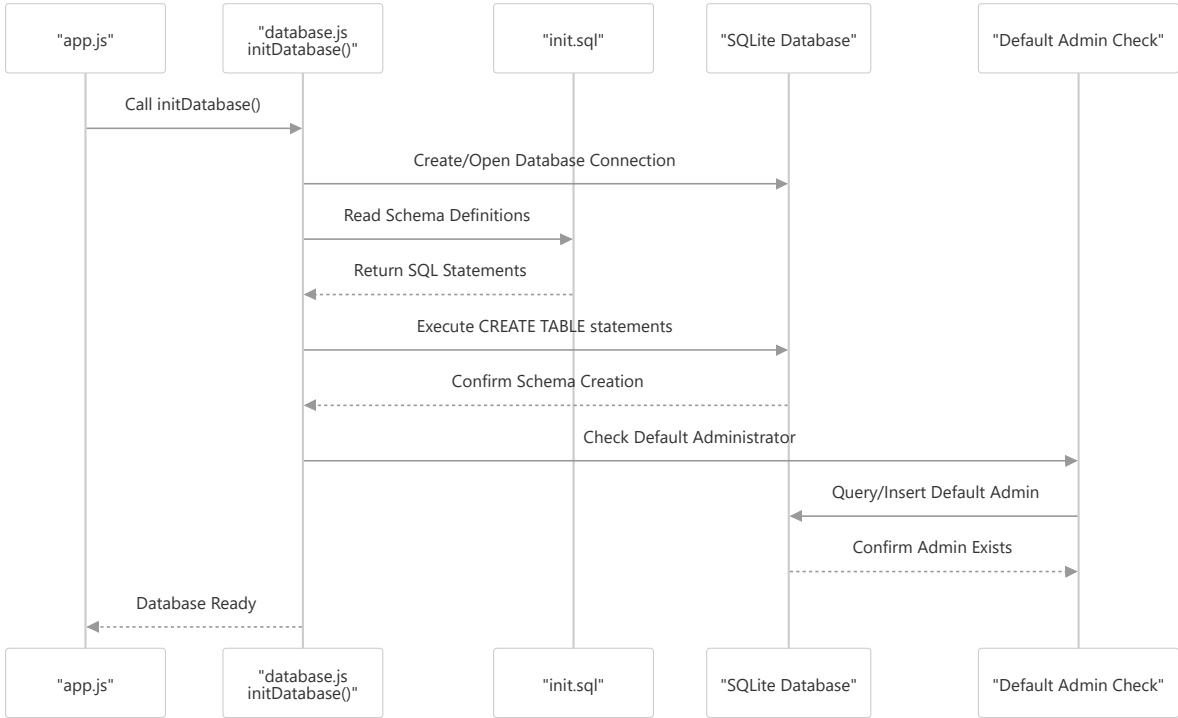 "app.js"
"database.js
initDatabase()"
"init.sql"
"SQLite Database"
"Default Admin Check"
Call initDatabase()
Create/Open Database Connection
Read Schema Definitions
Return SQL Statements
Execute CREATE TABLE statements
Confirm Schema Creation
Check Default Administrator
Query/Insert Default Admin
Confirm Admin Exists
Database Ready
"app.js"
"database.js
initDatabase()"
"init.sql"
"SQLite Database"
"Default Admin Check"